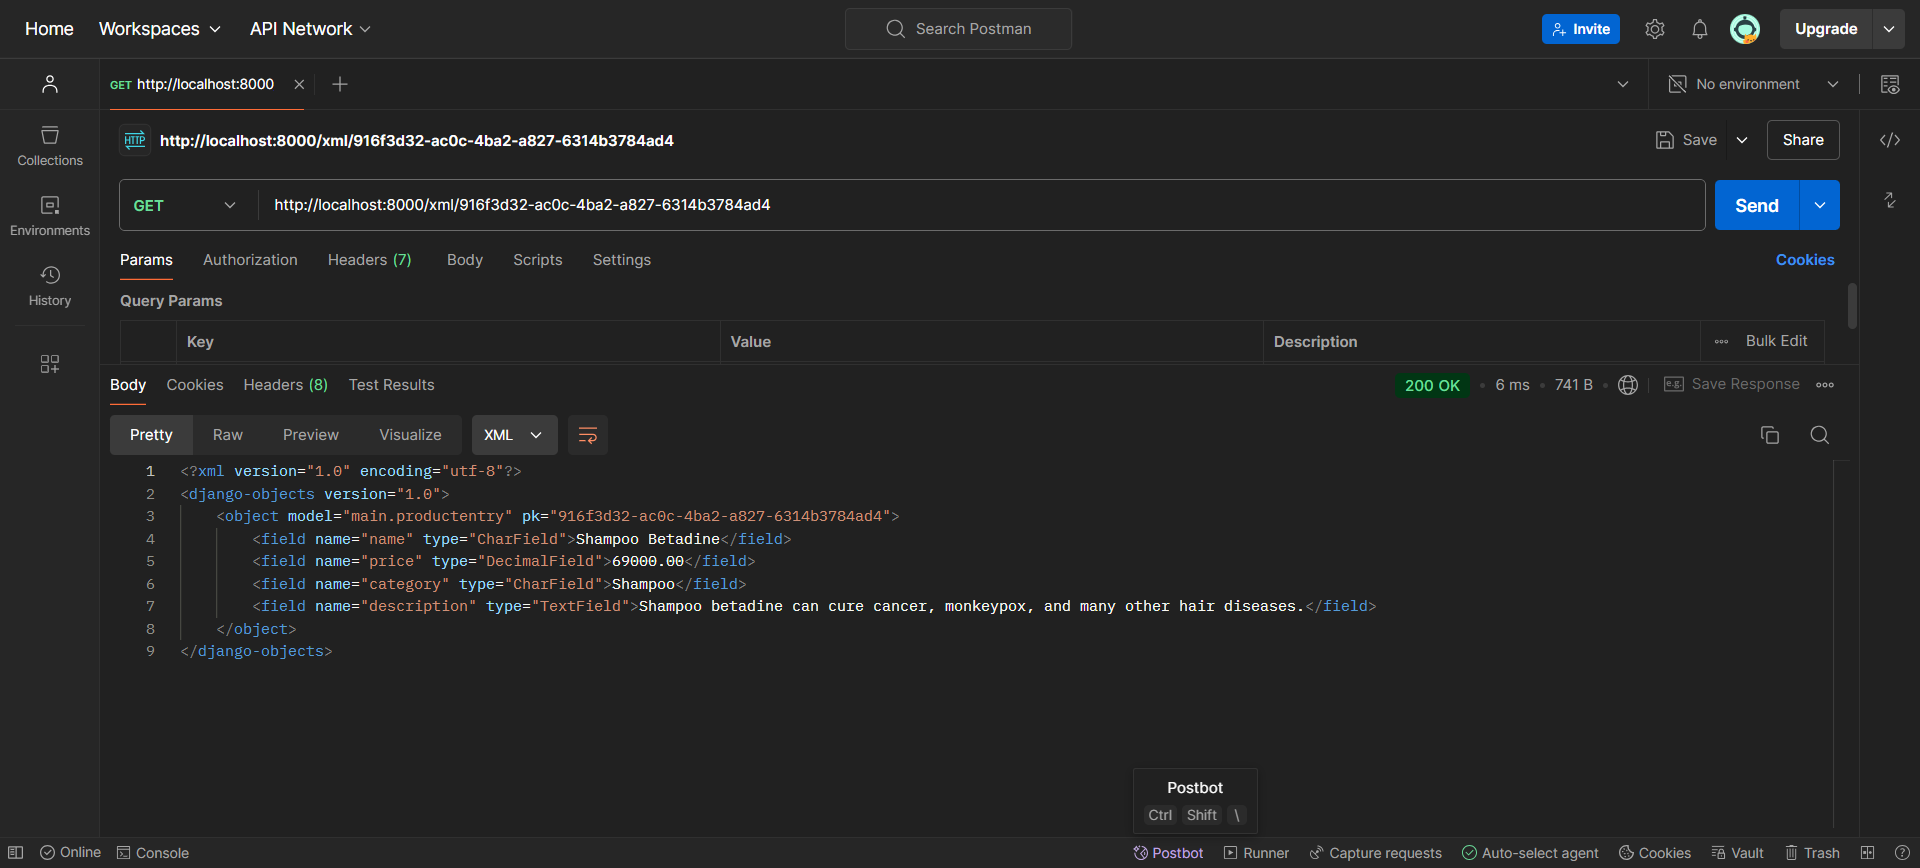 Home Workspaces API Network Search Postman Invite Upgrade
GET http://localhost:8000 No environment
HTTP http://localhost:8000/xml/916f3d32-ac0c-4ba2-a827-6314b3784ad4 Save Share
Collections
GET http://localhost:8000/xml/916f3d32-ac0c-4ba2-a827-6314b3784ad4 Send
Environments
Params Authorization Headers (7) Body Scripts Settings Cookies
History
Query Params
Key Value Description Bulk Edit
Body Cookies Headers (8) Test Results 200 OK 6 ms 741 B e.g. Save Response
Pretty Raw Preview Visualize XML
1 <?xml version="1.0" encoding="utf-8"?>
2 <django-objects version="1.0">
3 <object model="main.productentry" pk="916f3d32-ac0c-4ba2-a827-6314b3784ad4">
4 <field name="name" type="CharField">Shampoo Betadine</field>
5 <field name="price" type="DecimalField">69000.00</field>
6 <field name="category" type="CharField">Shampoo</field>
7 <field name="description" type="TextField">Shampoo betadine can cure cancer, monkeypox, and many other hair diseases.</field>
8 </object>
9 </django-objects>
Postbot
Ctrl Shift \
Online Console Postbot Runner Capture requests Auto-select agent Cookies Vault Trash